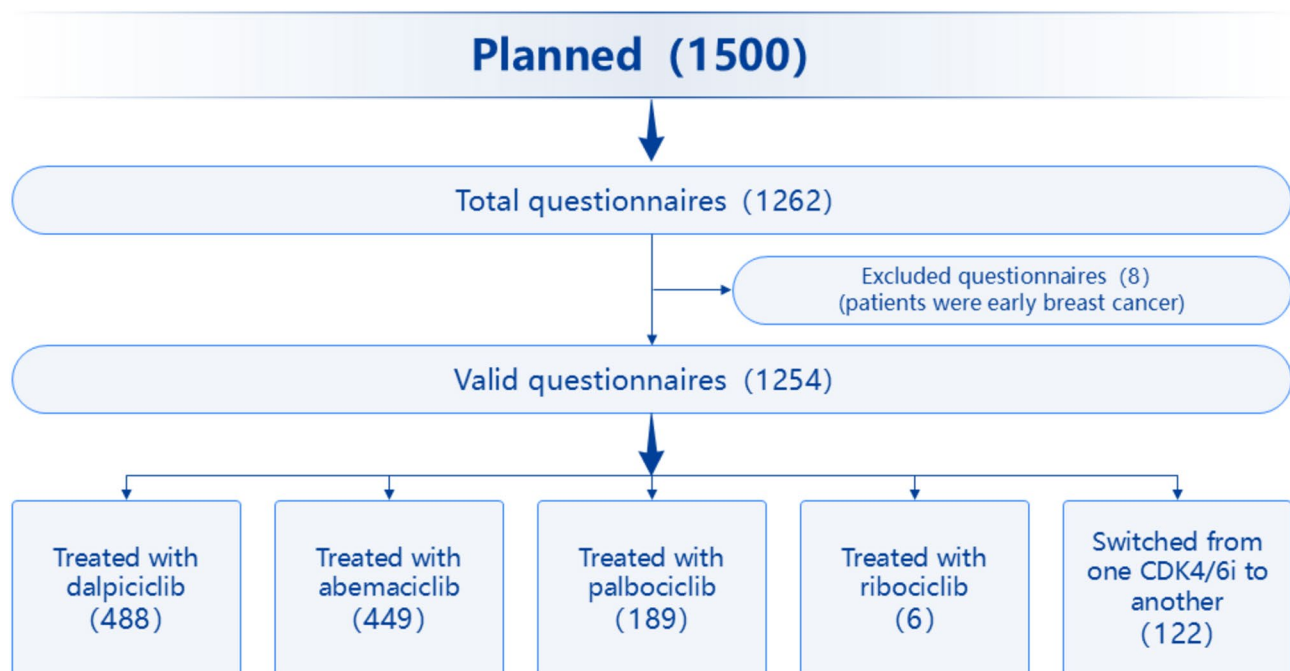 Planned (1500)
Total questionnaires (1262)
Excluded questionnaires (8)
(patients were early breast cancer)
Valid questionnaires (1254)
Treated with
dalpiciclib
(488)
Treated with
abemaciclib
(449)
Treated with
palbociclib
(189)
Treated with
ribociclib
(6)
Switched from
one CDK4/6i to
another
(122)